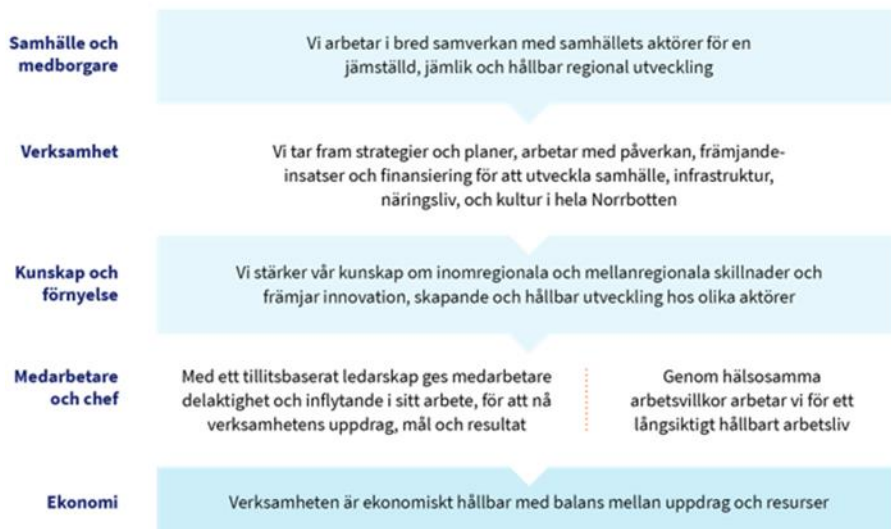 Samhälle och
medborgare
Vi arbetar i bred samverkan med samhällets aktörer för en
jämställd, jämlik och hållbar regional utveckling
Verksamhet
Vi tar fram strategier och planer, arbetar med påverkan, främjande-
insatser och finansiering för att utveckla samhälle, infrastruktur,
näringsliv, och kultur i hela Norrbotten
Kunskap och
förnyelse
Vi stärker vår kunskap om inomregionala och mellanregionala skillnader och
främjar innovation, skapande och hållbar utveckling hos olika aktörer
Medarbetare
och chef
Med ett tillitsbaserat ledarskap ges medarbetare
delaktighet och inflytande i sitt arbete, för att nå
verksamhetens uppdrag, mål och resultat
Genom hälsosamma
arbetsvillkor arbetar vi för ett
långsiktigt hållbart arbetsliv
Ekonomi
Verksamheten är ekonomiskt hållbar med balans mellan uppdrag och resurser